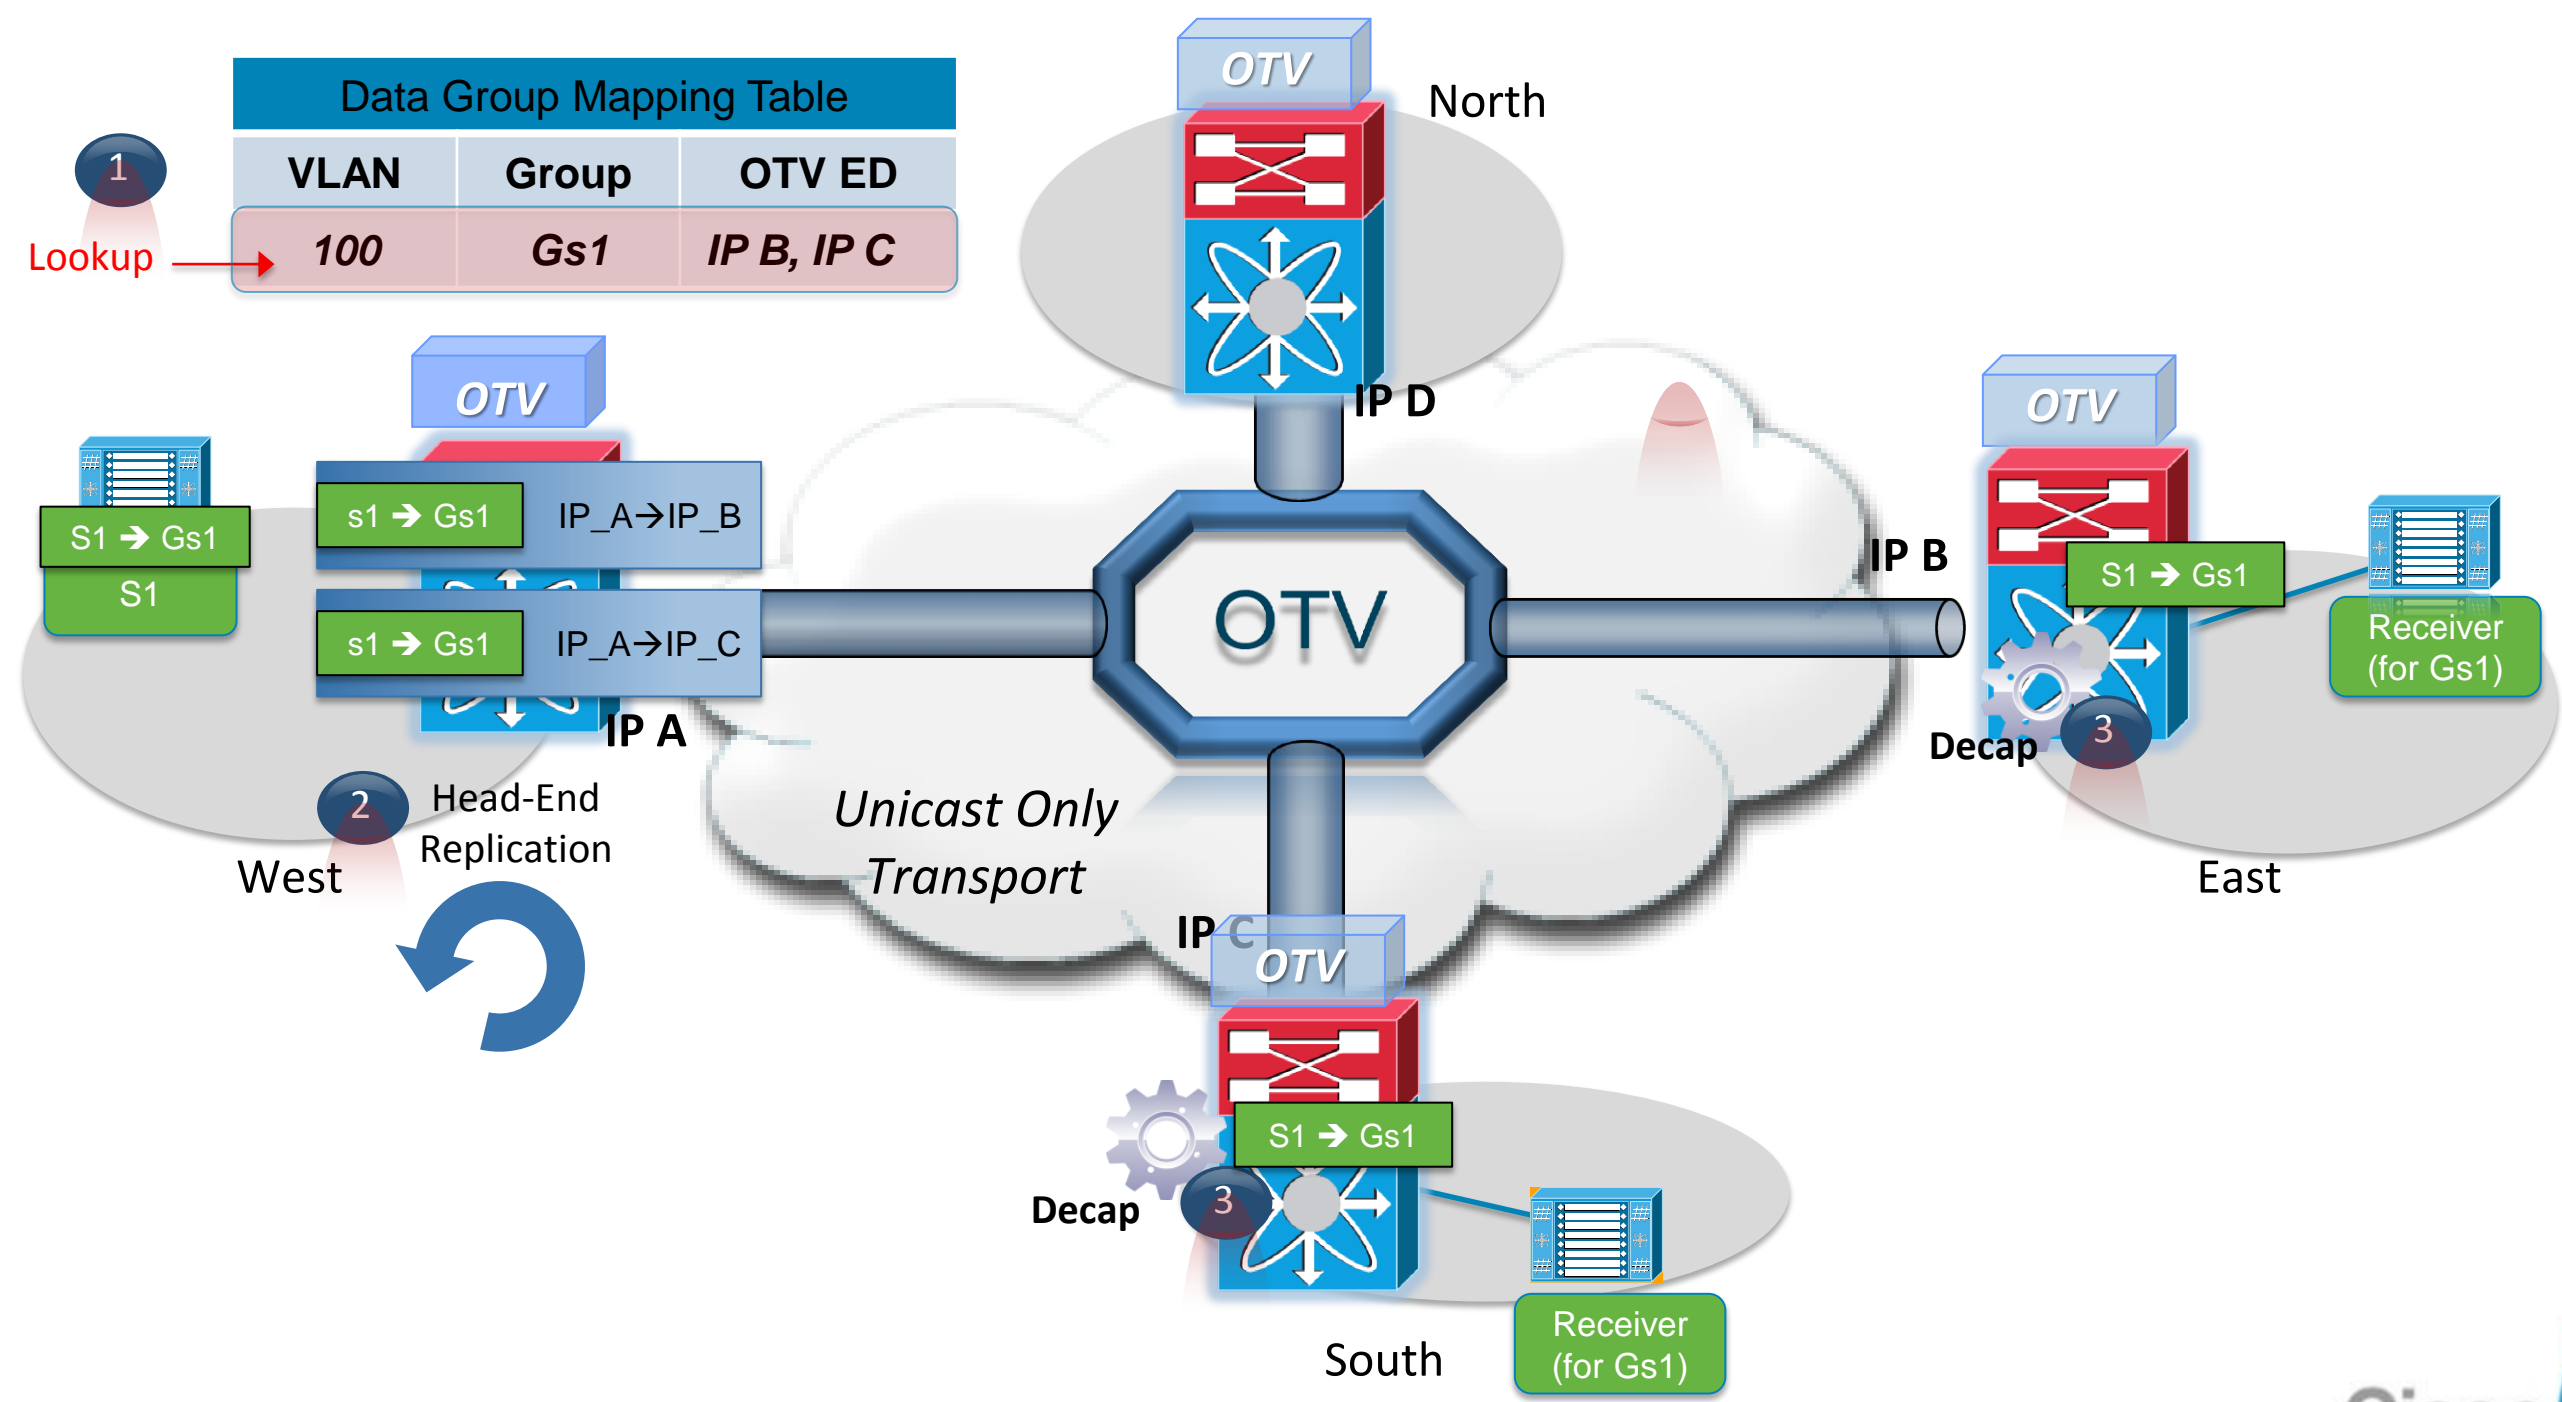 Data Group Mapping Table
VLAN Group OTV ED
100 Gs1 IP B, IP C
1
Lookup
OTV
North
IP D
OTV
S1 ➔ Gs1
S1
s1 ➔ Gs1 IP_A→IP_B
s1 ➔ Gs1 IP_A→IP_C
IP A
2
Head-End
Replication
West
OTV
Unicast Only
Transport
OTV
IP B
S1 ➔ Gs1
Receiver
(for Gs1)
Decap
3
East
IP C
OTV
S1 ➔ Gs1
Decap
3
Receiver
(for Gs1)
South